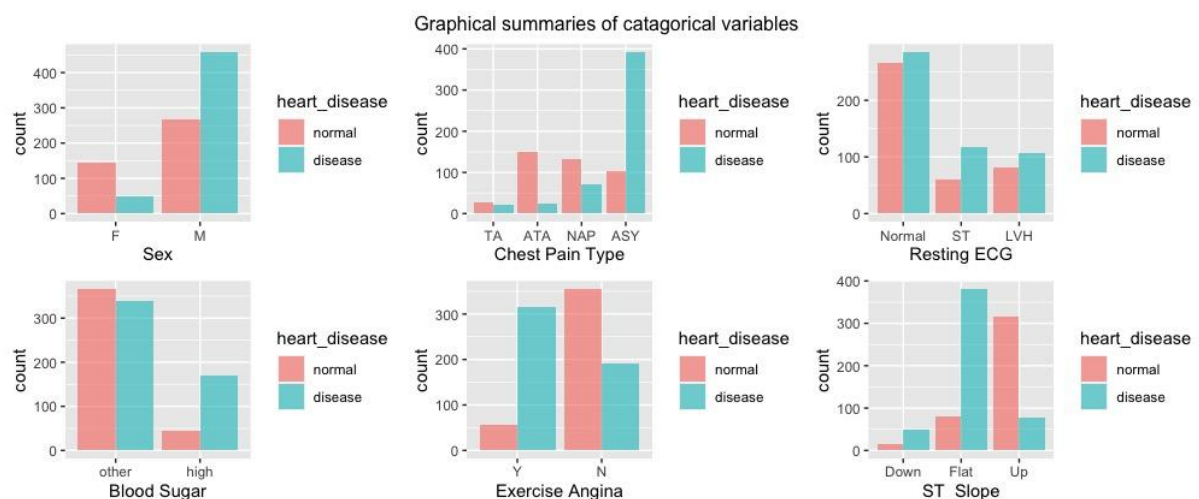 Graphical summaries of catagorical variables
count
400
300
200
100
0
F M
Sex
heart_disease
normal
disease
count
400
300
200
100
0
TA ATA NAP ASY
Chest Pain Type
heart_disease
normal
disease
count
200
100
0
Normal ST LVH
Resting ECG
heart_disease
normal
disease
count
300
200
100
0
other high
Blood Sugar
heart_disease
normal
disease
count
300
200
100
0
Y N
Exercise Angina
heart_disease
normal
disease
count
400
300
200
100
0
Down Flat Up
ST_Slope
heart_disease
normal
disease